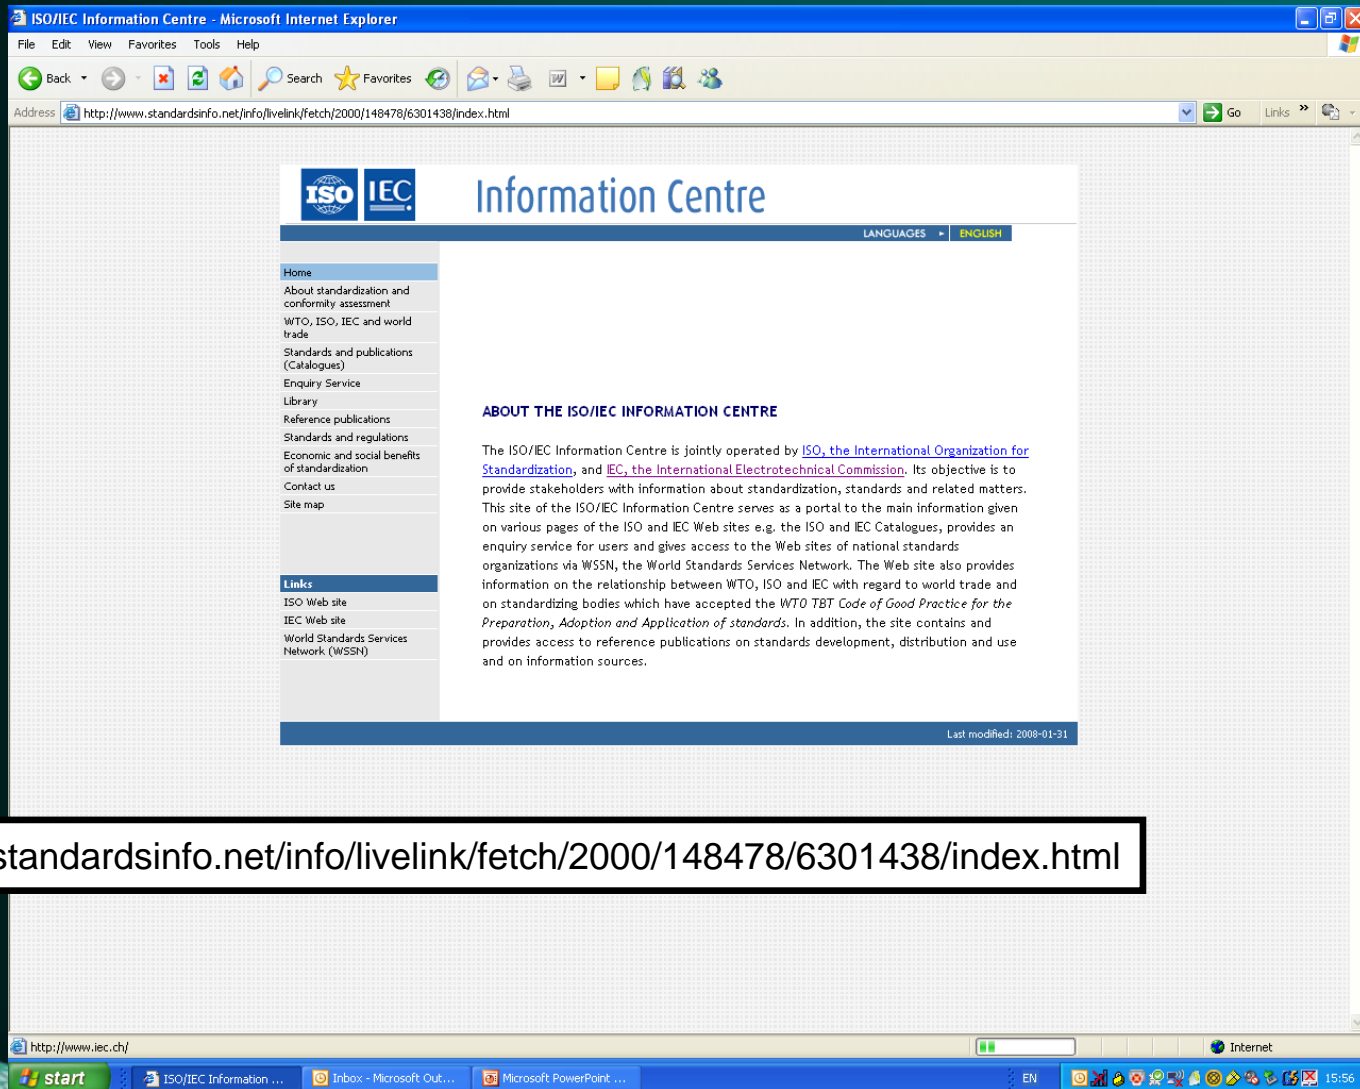 ISO/IEC Information Centre - Microsoft Internet Explorer
File Edit View Favorites Tools Help
Back Search Favorites
Address http://www.standardsinfo.net/info/livelink/fetch/2000/148478/6301438/index.html Go Links »
ISO IEC Information Centre
LANGUAGES ENGLISH
Home
About standardization and
conformity assessment
WTO, ISO, IEC and world
trade
Standards and publications
(Catalogues)
Enquiry Service
Library
Reference publications
Standards and regulations
Economic and social benefits
of standardization
Contact us
Site map
Links
ISO Web site
IEC Web site
World Standards Services
Network (WSSN)
ABOUT THE ISO/IEC INFORMATION CENTRE
The ISO/IEC Information Centre is jointly operated by ISO, the International Organization for
Standardization, and IEC, the International Electrotechnical Commission. Its objective is to
provide stakeholders with information about standardization, standards and related matters.
This site of the ISO/IEC Information Centre serves as a portal to the main information given
on various pages of the ISO and IEC Web sites e.g. the ISO and IEC Catalogues, provides an
enquiry service for users and gives access to the Web sites of national standards
organizations via WSSN, the World Standards Services Network. The Web site also provides
information on the relationship between WTO, ISO and IEC with regard to world trade and
on standardizing bodies which have accepted the WTO TBT Code of Good Practice for the
Preparation, Adoption and Application of standards. In addition, the site contains and
provides access to reference publications on standards development, distribution and use
and on information sources.
Last modified: 2008-01-31
standardsinfo.net/info/livelink/fetch/2000/148478/6301438/index.html
http://www.iec.ch/ Internet
start ISO/IEC Information ... Inbox - Microsoft Out... Microsoft PowerPoint ... EN 15:56